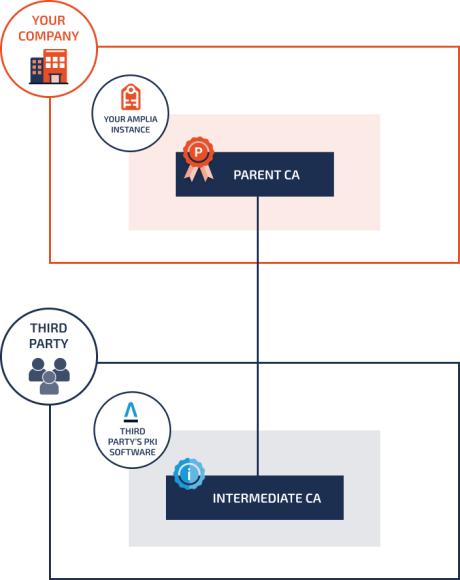 YOUR
COMPANY
YOUR AMPLIA
INSTANCE
P
PARENT CA
THIRD
PARTY
THIRD
PARTY'S PKI
SOFTWARE
i
INTERMEDIATE CA